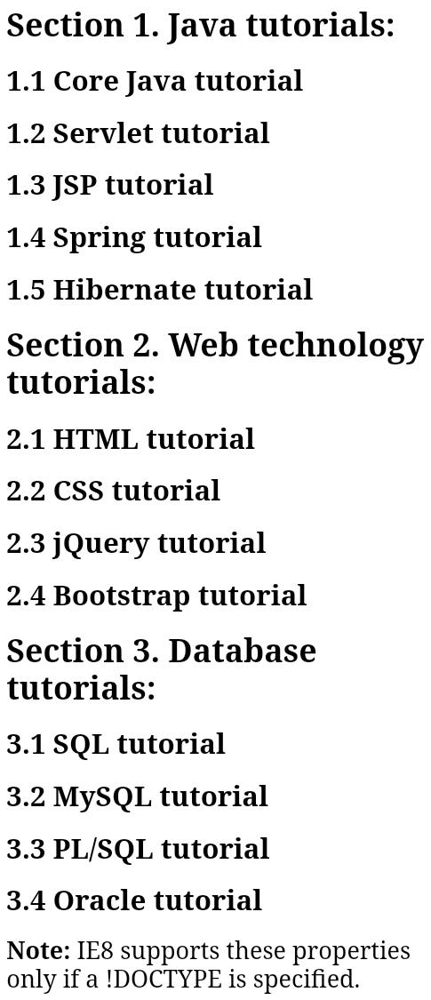 Section 1. Java tutorials:
1.1 Core Java tutorial
1.2 Servlet tutorial
1.3 JSP tutorial
1.4 Spring tutorial
1.5 Hibernate tutorial
Section 2. Web technology
tutorials:
2.1 HTML tutorial
2.2 CSS tutorial
2.3 jQuery tutorial
2.4 Bootstrap tutorial
Section 3. Database
tutorials:
3.1 SQL tutorial
3.2 MySQL tutorial
3.3 PL/SQL tutorial
3.4 Oracle tutorial
Note: IE8 supports these properties
only if a !DOCTYPE is specified.